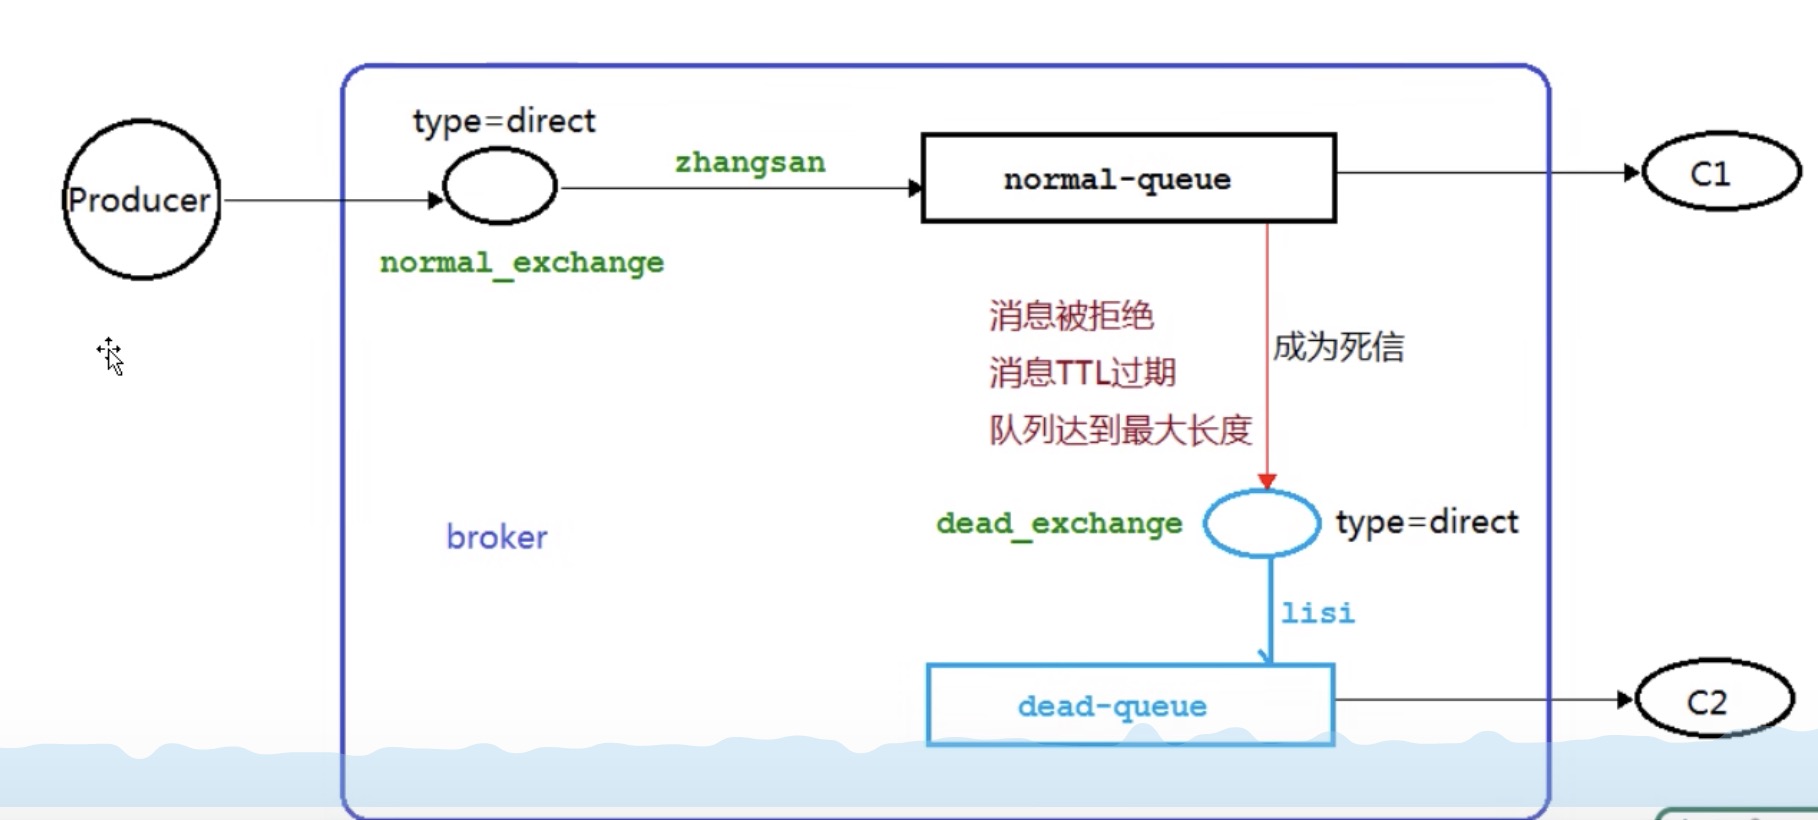 type=direct
zhangsan
Producer
normal-queue
C1
normal_exchange
消息被拒绝
成为死信
消息TTL过期
队列达到最大长度
dead_exchange
type=direct
broker
lisi
dead-queue
C2